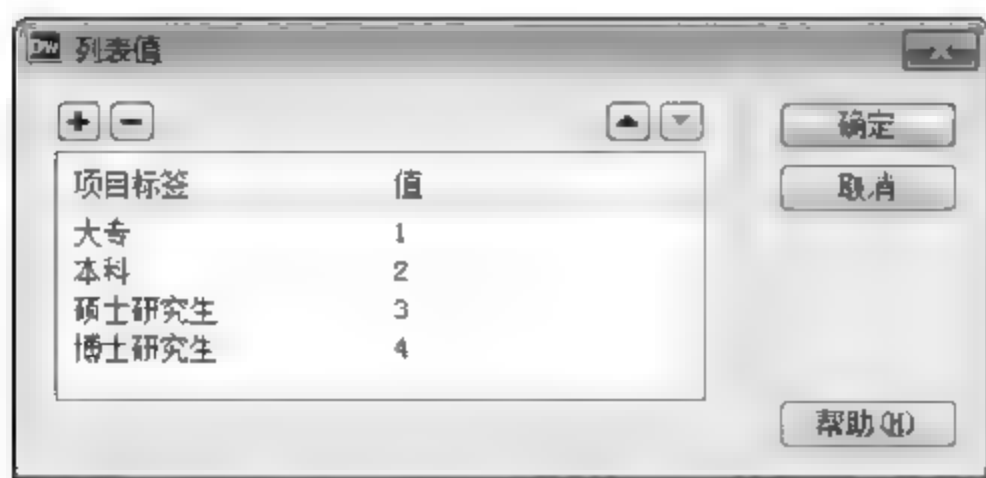 DW 列表值
确定
项目标签 值
取消
大专 1
本科 2
硕士研究生 3
博士研究生 4
帮助(H)